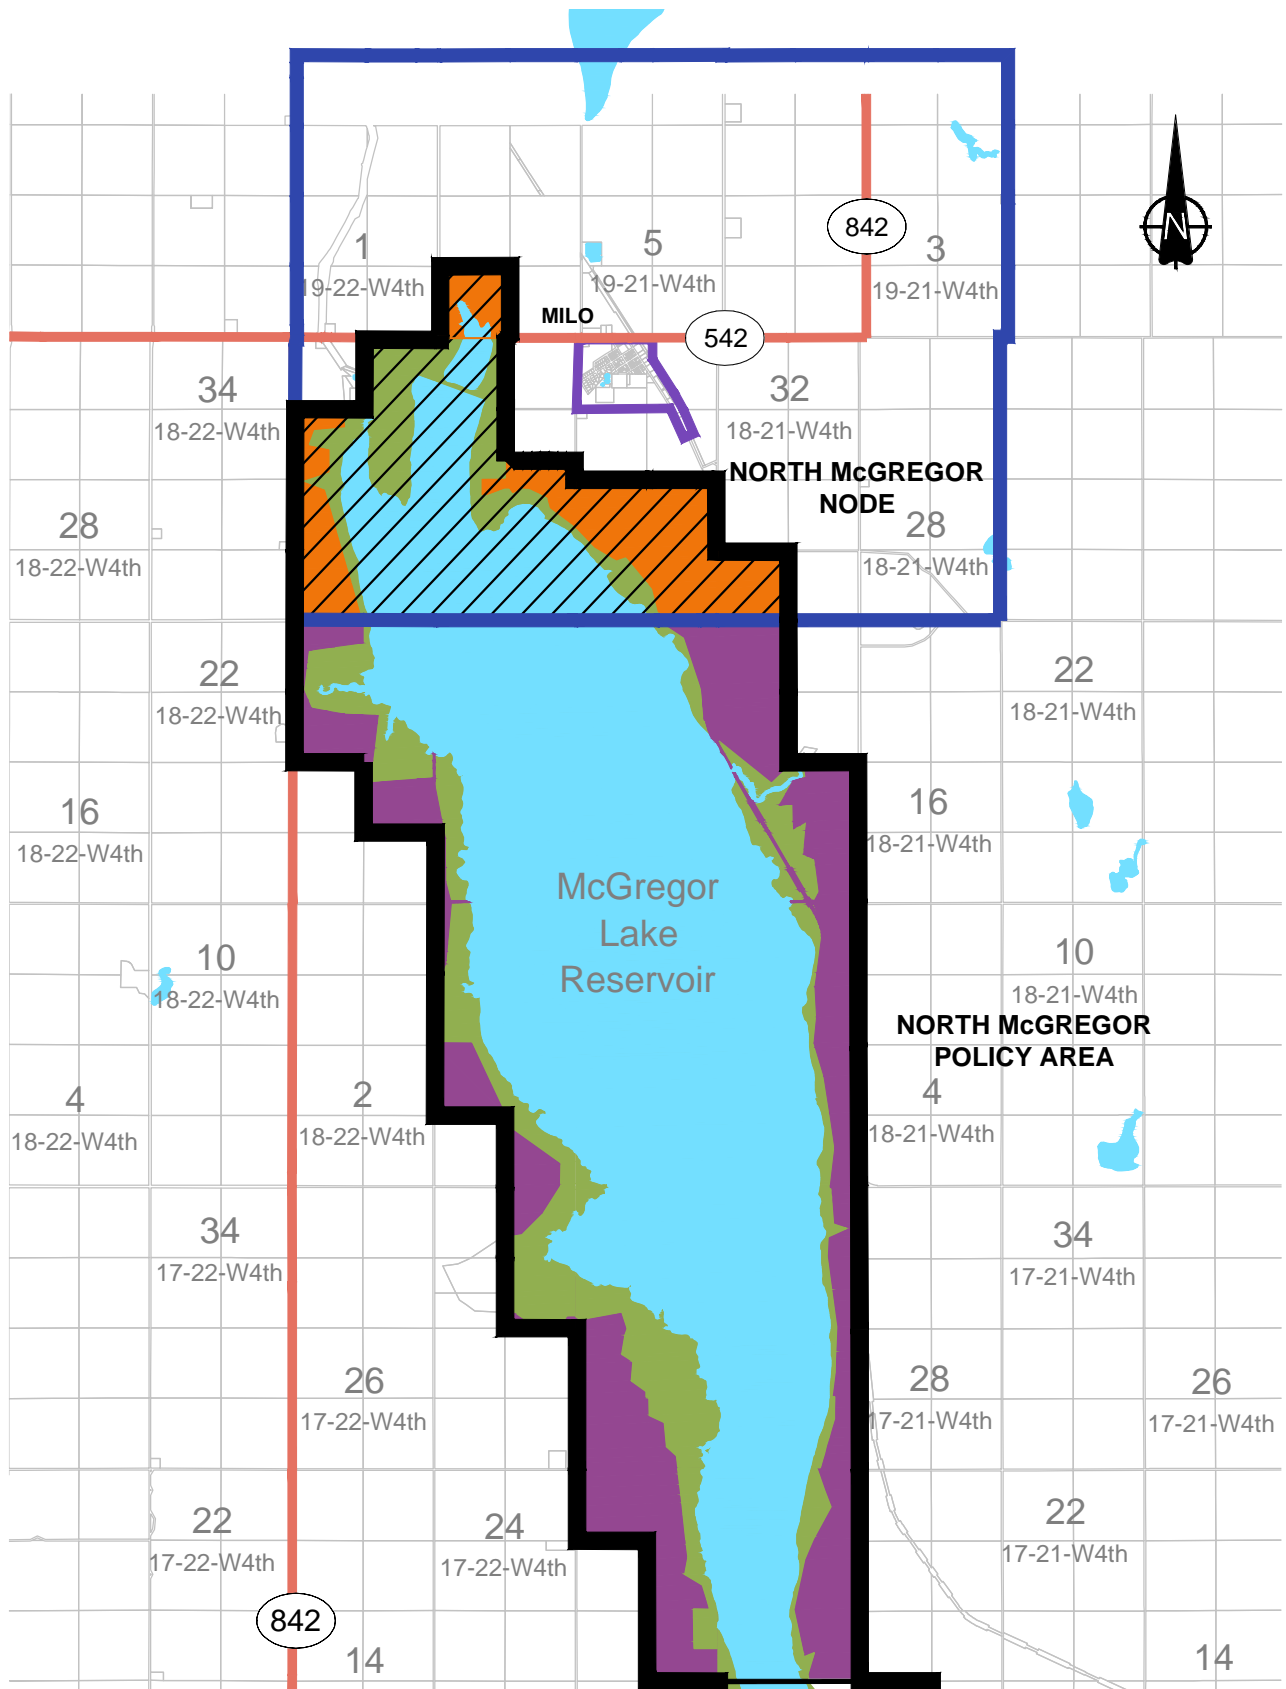 N
842
1
19-22-W4th
5
19-21-W4th
3
19-21-W4th
MILO
542
34
18-22-W4th
32
18-21-W4th
NORTH McGREGOR
NODE
28
18-22-W4th
28
18-21-W4th
22
18-22-W4th
22
18-21-W4th
16
18-22-W4th
16
18-21-W4th
McGregor
Lake
Reservoir
10
18-22-W4th
10
18-21-W4th
NORTH McGREGOR
POLICY AREA
4
18-22-W4th
2
18-22-W4th
4
18-21-W4th
34
17-22-W4th
34
17-21-W4th
26
17-22-W4th
28
17-21-W4th
26
17-21-W4th
22
17-22-W4th
24
17-22-W4th
22
17-21-W4th
842
14
14